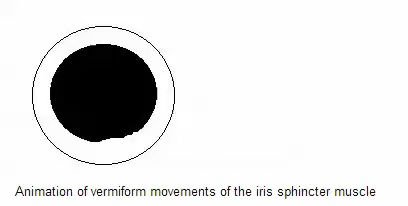 Animation of vermiform movements of the iris sphincter muscle